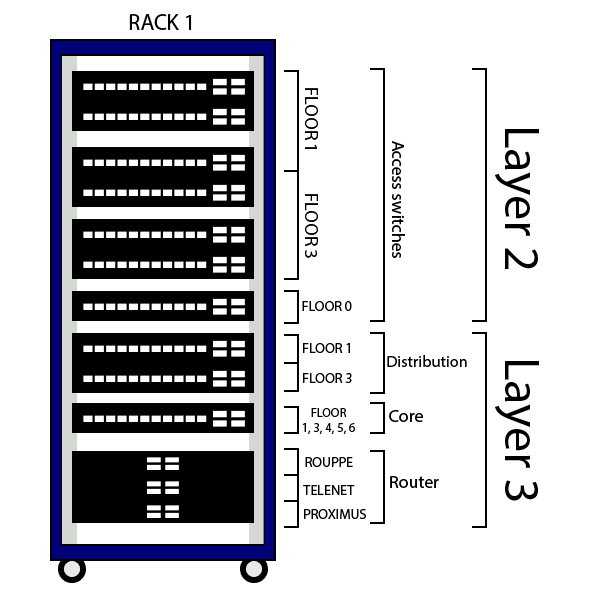 RACK 1
FLOOR 1
FLOOR 3
FLOOR 0
FLOOR 1
FLOOR 3
FLOOR
1, 3, 4, 5, 6
ROUPPE
TELENET
PROXIMUS
Access switches
Distribution
Core
Router
Layer 2
Layer 3